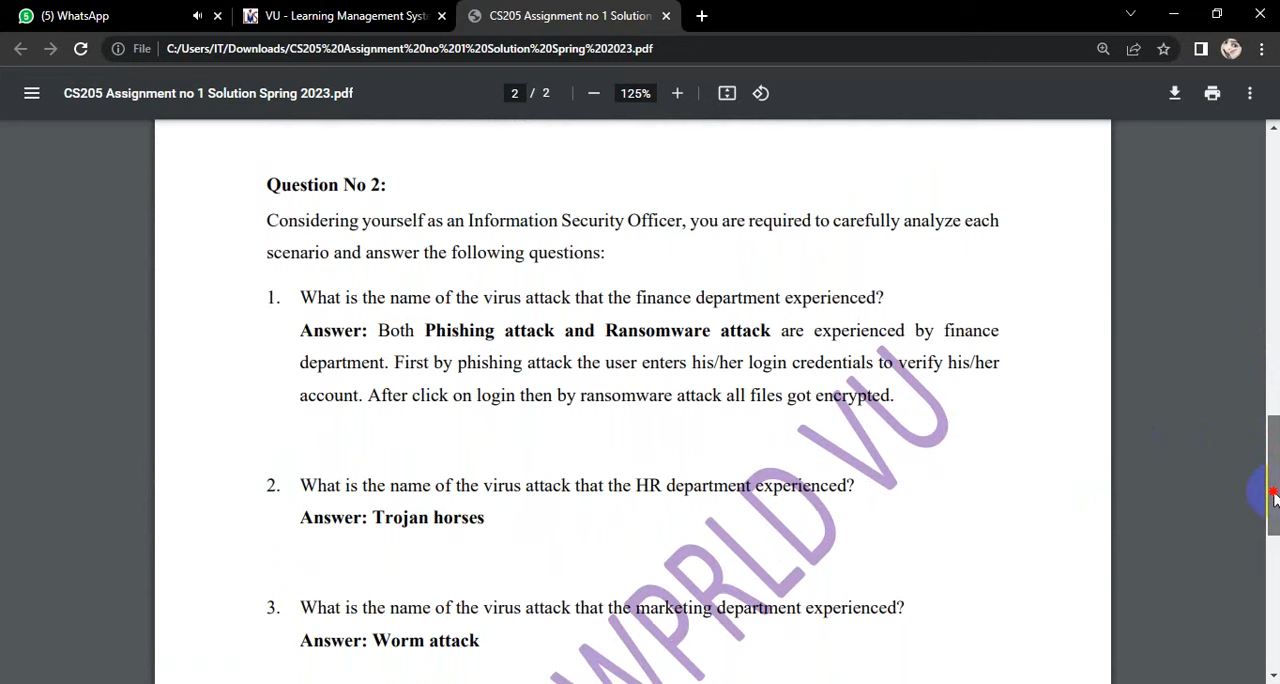 (5) WhatsApp
VU - Learning Management Syst
CS205 Assignment no 1 Solution
File
C:/Users/IT/Downloads/CS205%20Assignment%20no%201%20Solution%20Spring%202023.pdf
CS205 Assignment no 1 Solution Spring 2023.pdf
2 / 2
125%
Question No 2:
Considering yourself as an Information Security Officer, you are required to carefully analyze each
scenario and answer the following questions:
1. What is the name of the virus attack that the finance department experienced?
Answer: Both Phishing attack and Ransomware attack are experienced by finance
department. First by phishing attack the user enters his/her login credentials to verify his/her
account. After click on login then by ransomware attack all files got encrypted.
2. What is the name of the virus attack that the HR department experienced?
Answer: Trojan horses
3. What is the name of the virus attack that the marketing department experienced?
Answer: Worm attack
WPRLD VU